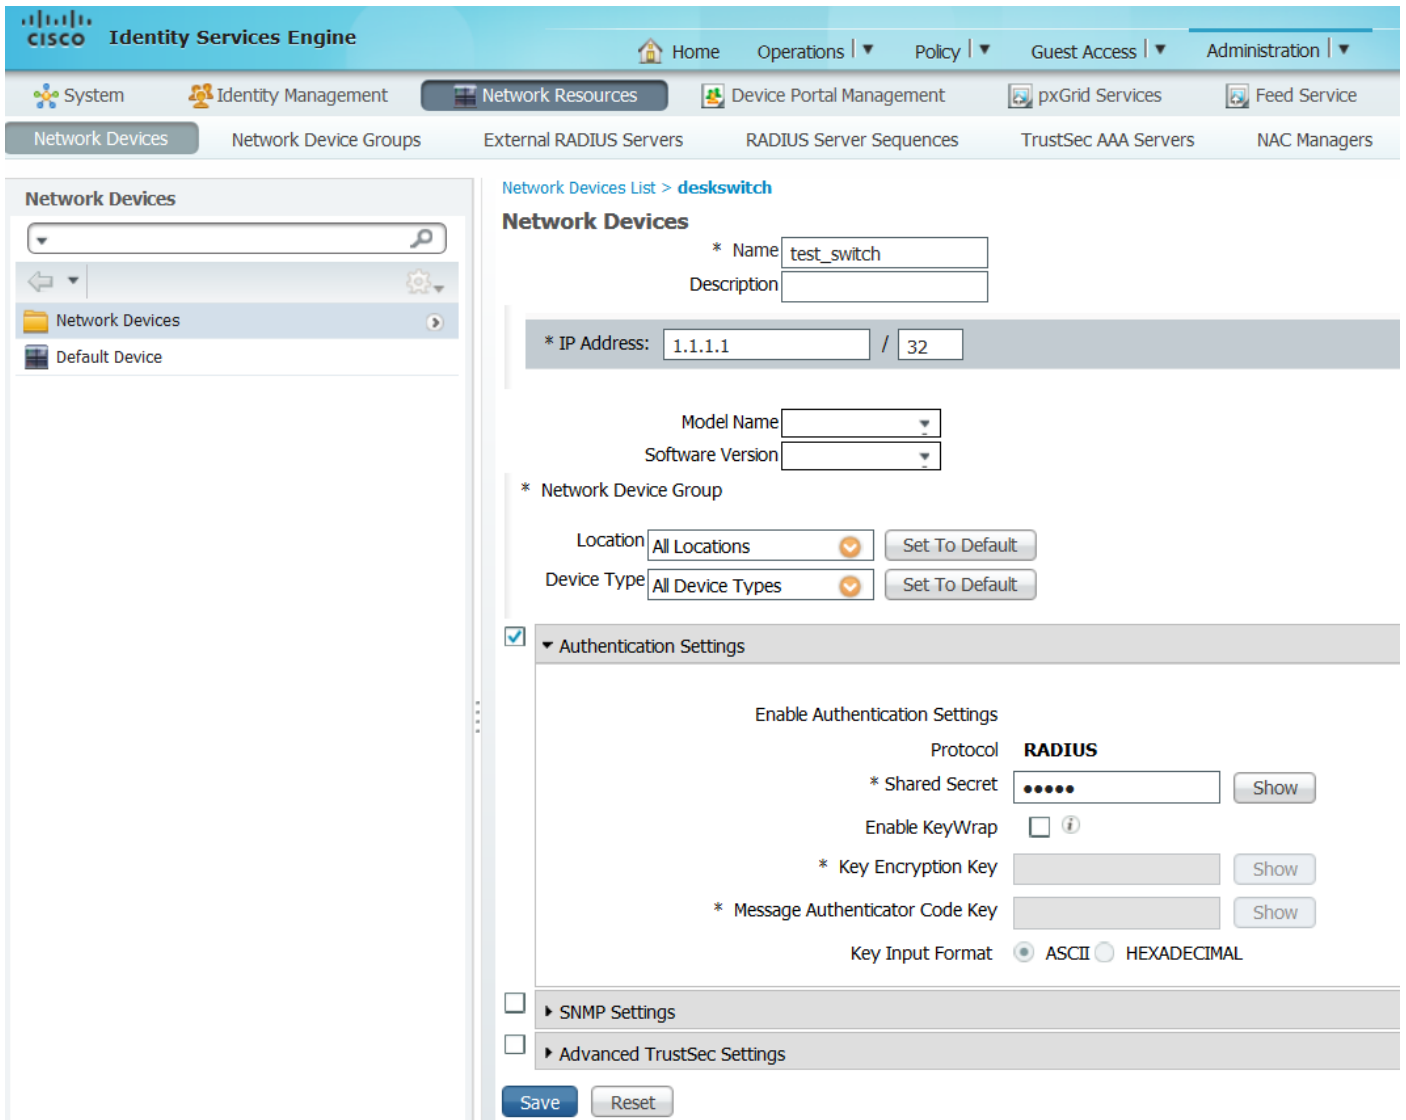 CISCO Identity Services Engine
Home Operations | ▼ Policy | ▼ Guest Access | ▼ Administration | ▼
System Identity Management Network Resources Device Portal Management pxGrid Services Feed Service
Network Devices Network Device Groups External RADIUS Servers RADIUS Server Sequences TrustSec AAA Servers NAC Managers
Network Devices
Network Devices
Default Device
Network Devices List > deskswitch
Network Devices
* Name test_switch
Description
* IP Address: 1.1.1.1 / 32
Model Name
Software Version
* Network Device Group
Location All Locations Set To Default
Device Type All Device Types Set To Default
Authentication Settings
Enable Authentication Settings
Protocol RADIUS
* Shared Secret ••••• Show
Enable KeyWrap
* Key Encryption Key Show
* Message Authenticator Code Key Show
Key Input Format ASCII HEXADECIMAL
SNMP Settings
Advanced TrustSec Settings
Save Reset